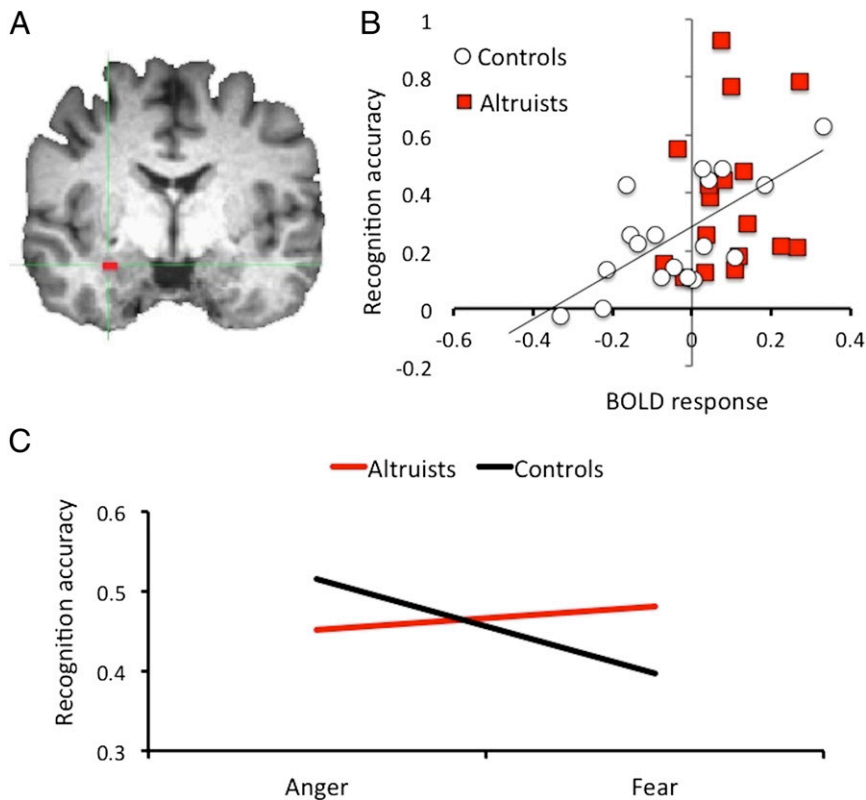 A
B
1
Controls
Altruists
0.8
0.6
0.4
0.2
0
-0.2
Recognition accuracy
-0.6 -0.4 -0.2 0 0.2 0.4
BOLD response
C
Altruists Controls
0.6
0.5
0.4
0.3
Recognition accuracy
Anger Fear